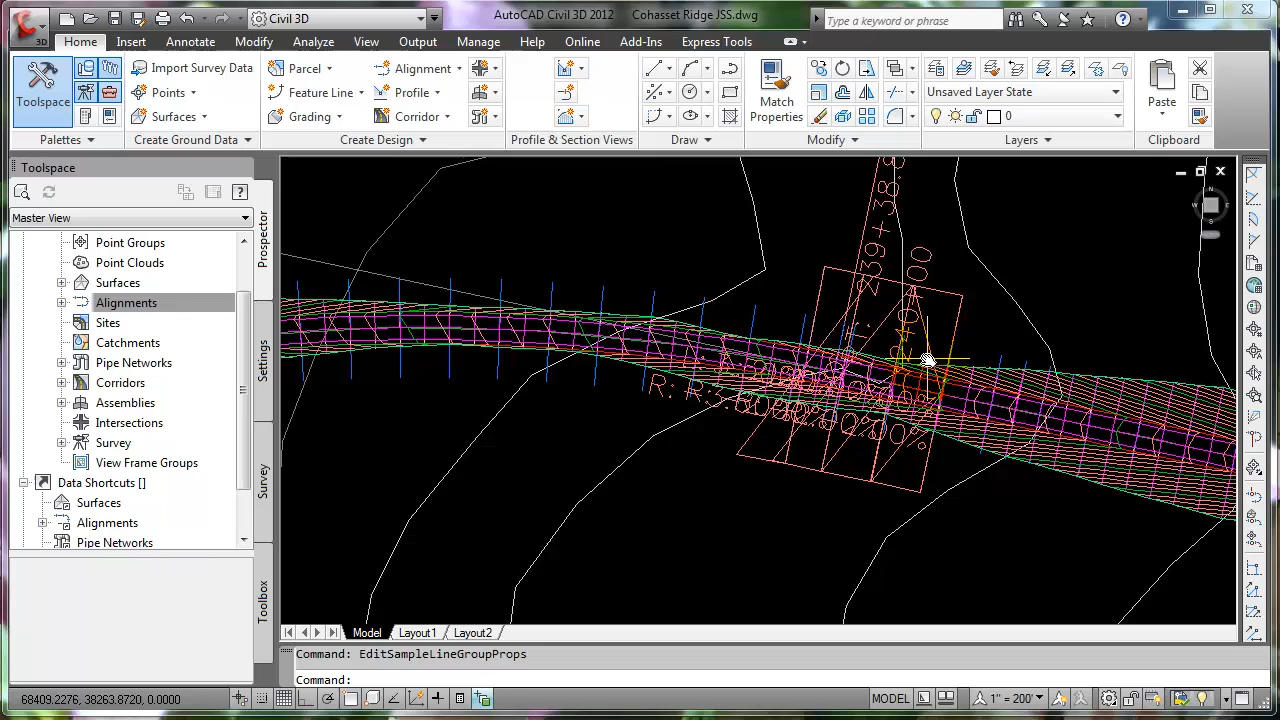 3D
Civil 3D
AutoCAD Civil 3D 2012 Cohasset Ridge JSS.dwg
Type a keyword or phrase
Home Insert Annotate Modify Analyze View Output Manage Help Online Add-Ins Express Tools
Toolspace
Import Survey Data
Points
Surfaces
Parcel
Feature Line
Grading
Alignment
Profile
Corridor
Match
Properties
Unsaved Layer State
0
Paste
Palettes
Create Ground Data
Create Design
Profile & Section Views
Draw
Modify
Layers
Clipboard
Toolspace
Master View
Point Groups
Point Clouds
Surfaces
Alignments
Sites
Catchments
Pipe Networks
Corridors
Assemblies
Intersections
Survey
View Frame Groups
Data Shortcuts []
Surfaces
Alignments
Pipe Networks
Prospector
Settings
Survey
Toolbox
N
W
S
Model Layout1 Layout2
Command: EditSampleLineGroupProps
Command:
68409.2276, 38263.8720, 0.0000
MODEL
1" = 200'